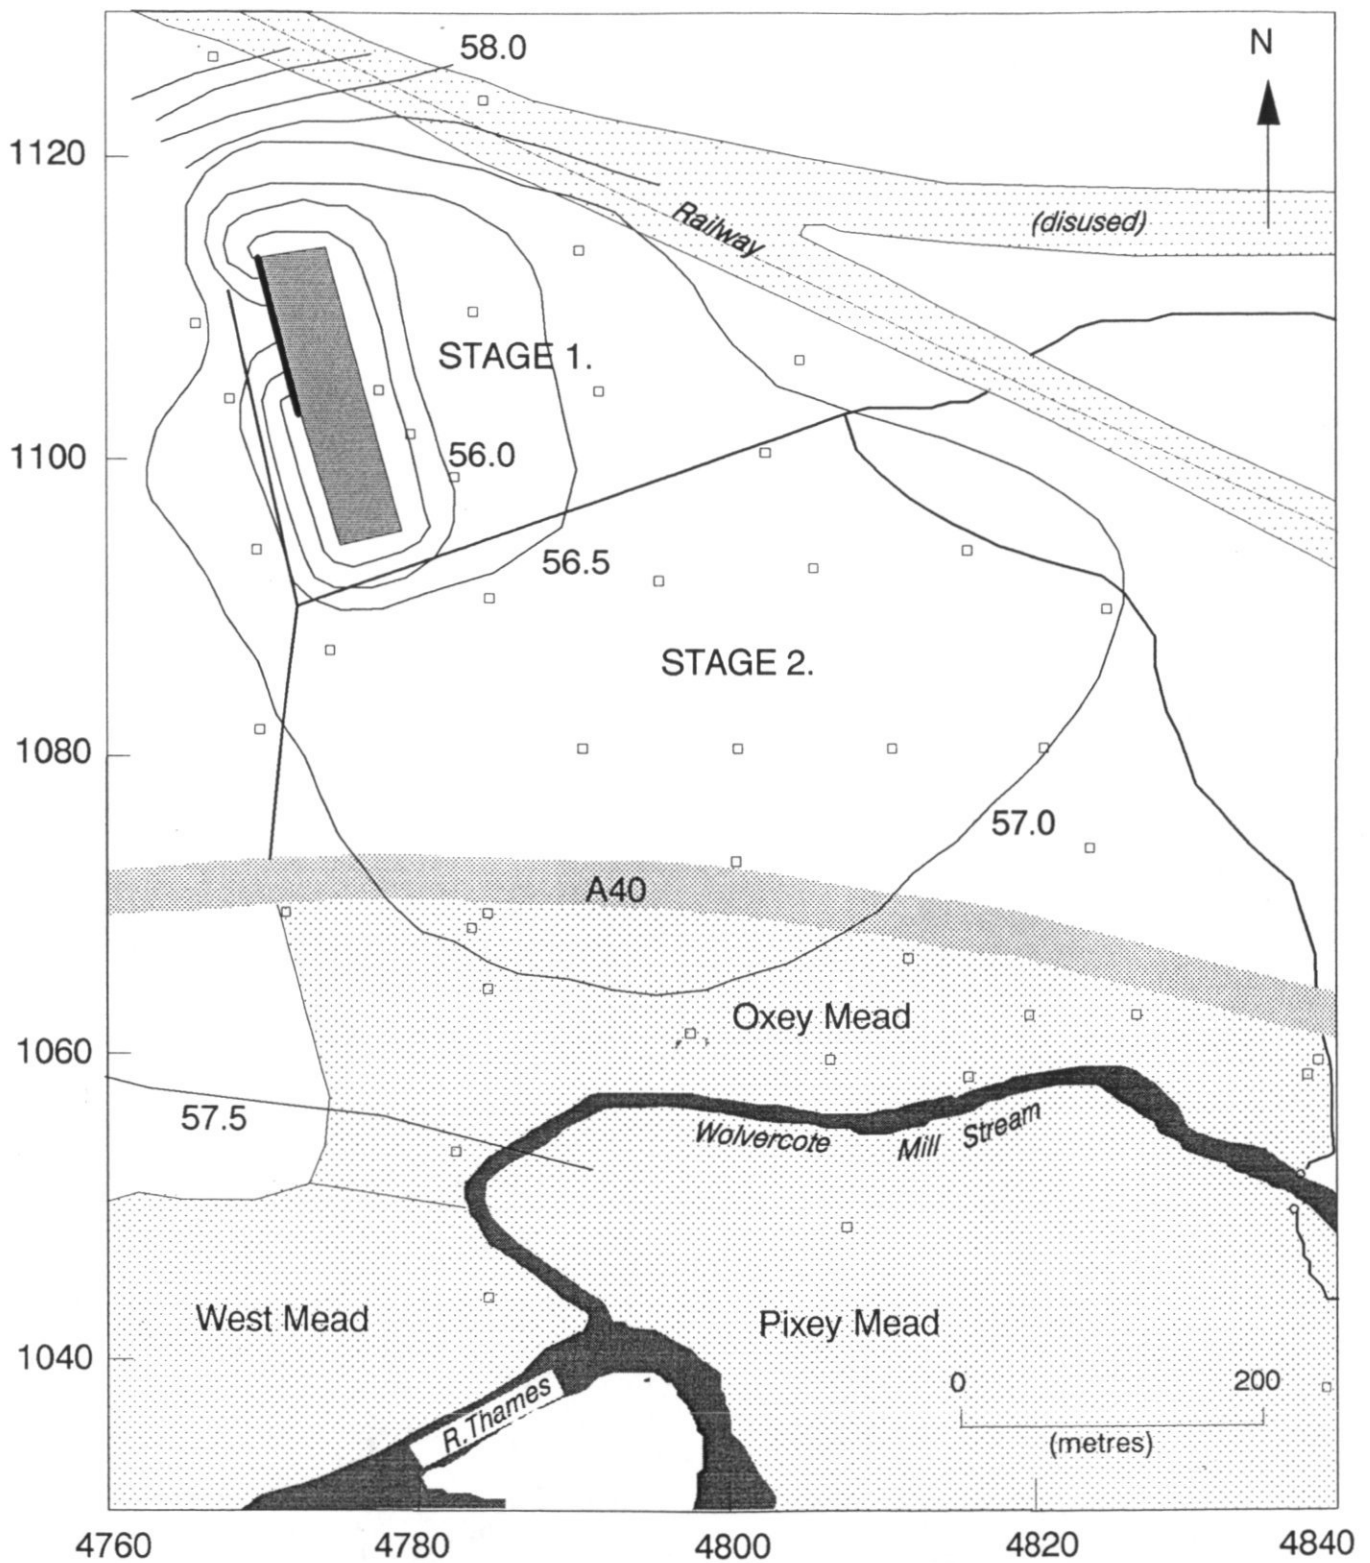 58.0
N
1120
Railway
(disused)
STAGE 1.
56.0
1100
56.5
STAGE 2.
1080
57.0
A40
Oxey Mead
1060
57.5
Wolvercote Mill Stream
West Mead
Pixey Mead
1040
0 200
(metres)
R.Thames
4760 4780 4800 4820 4840